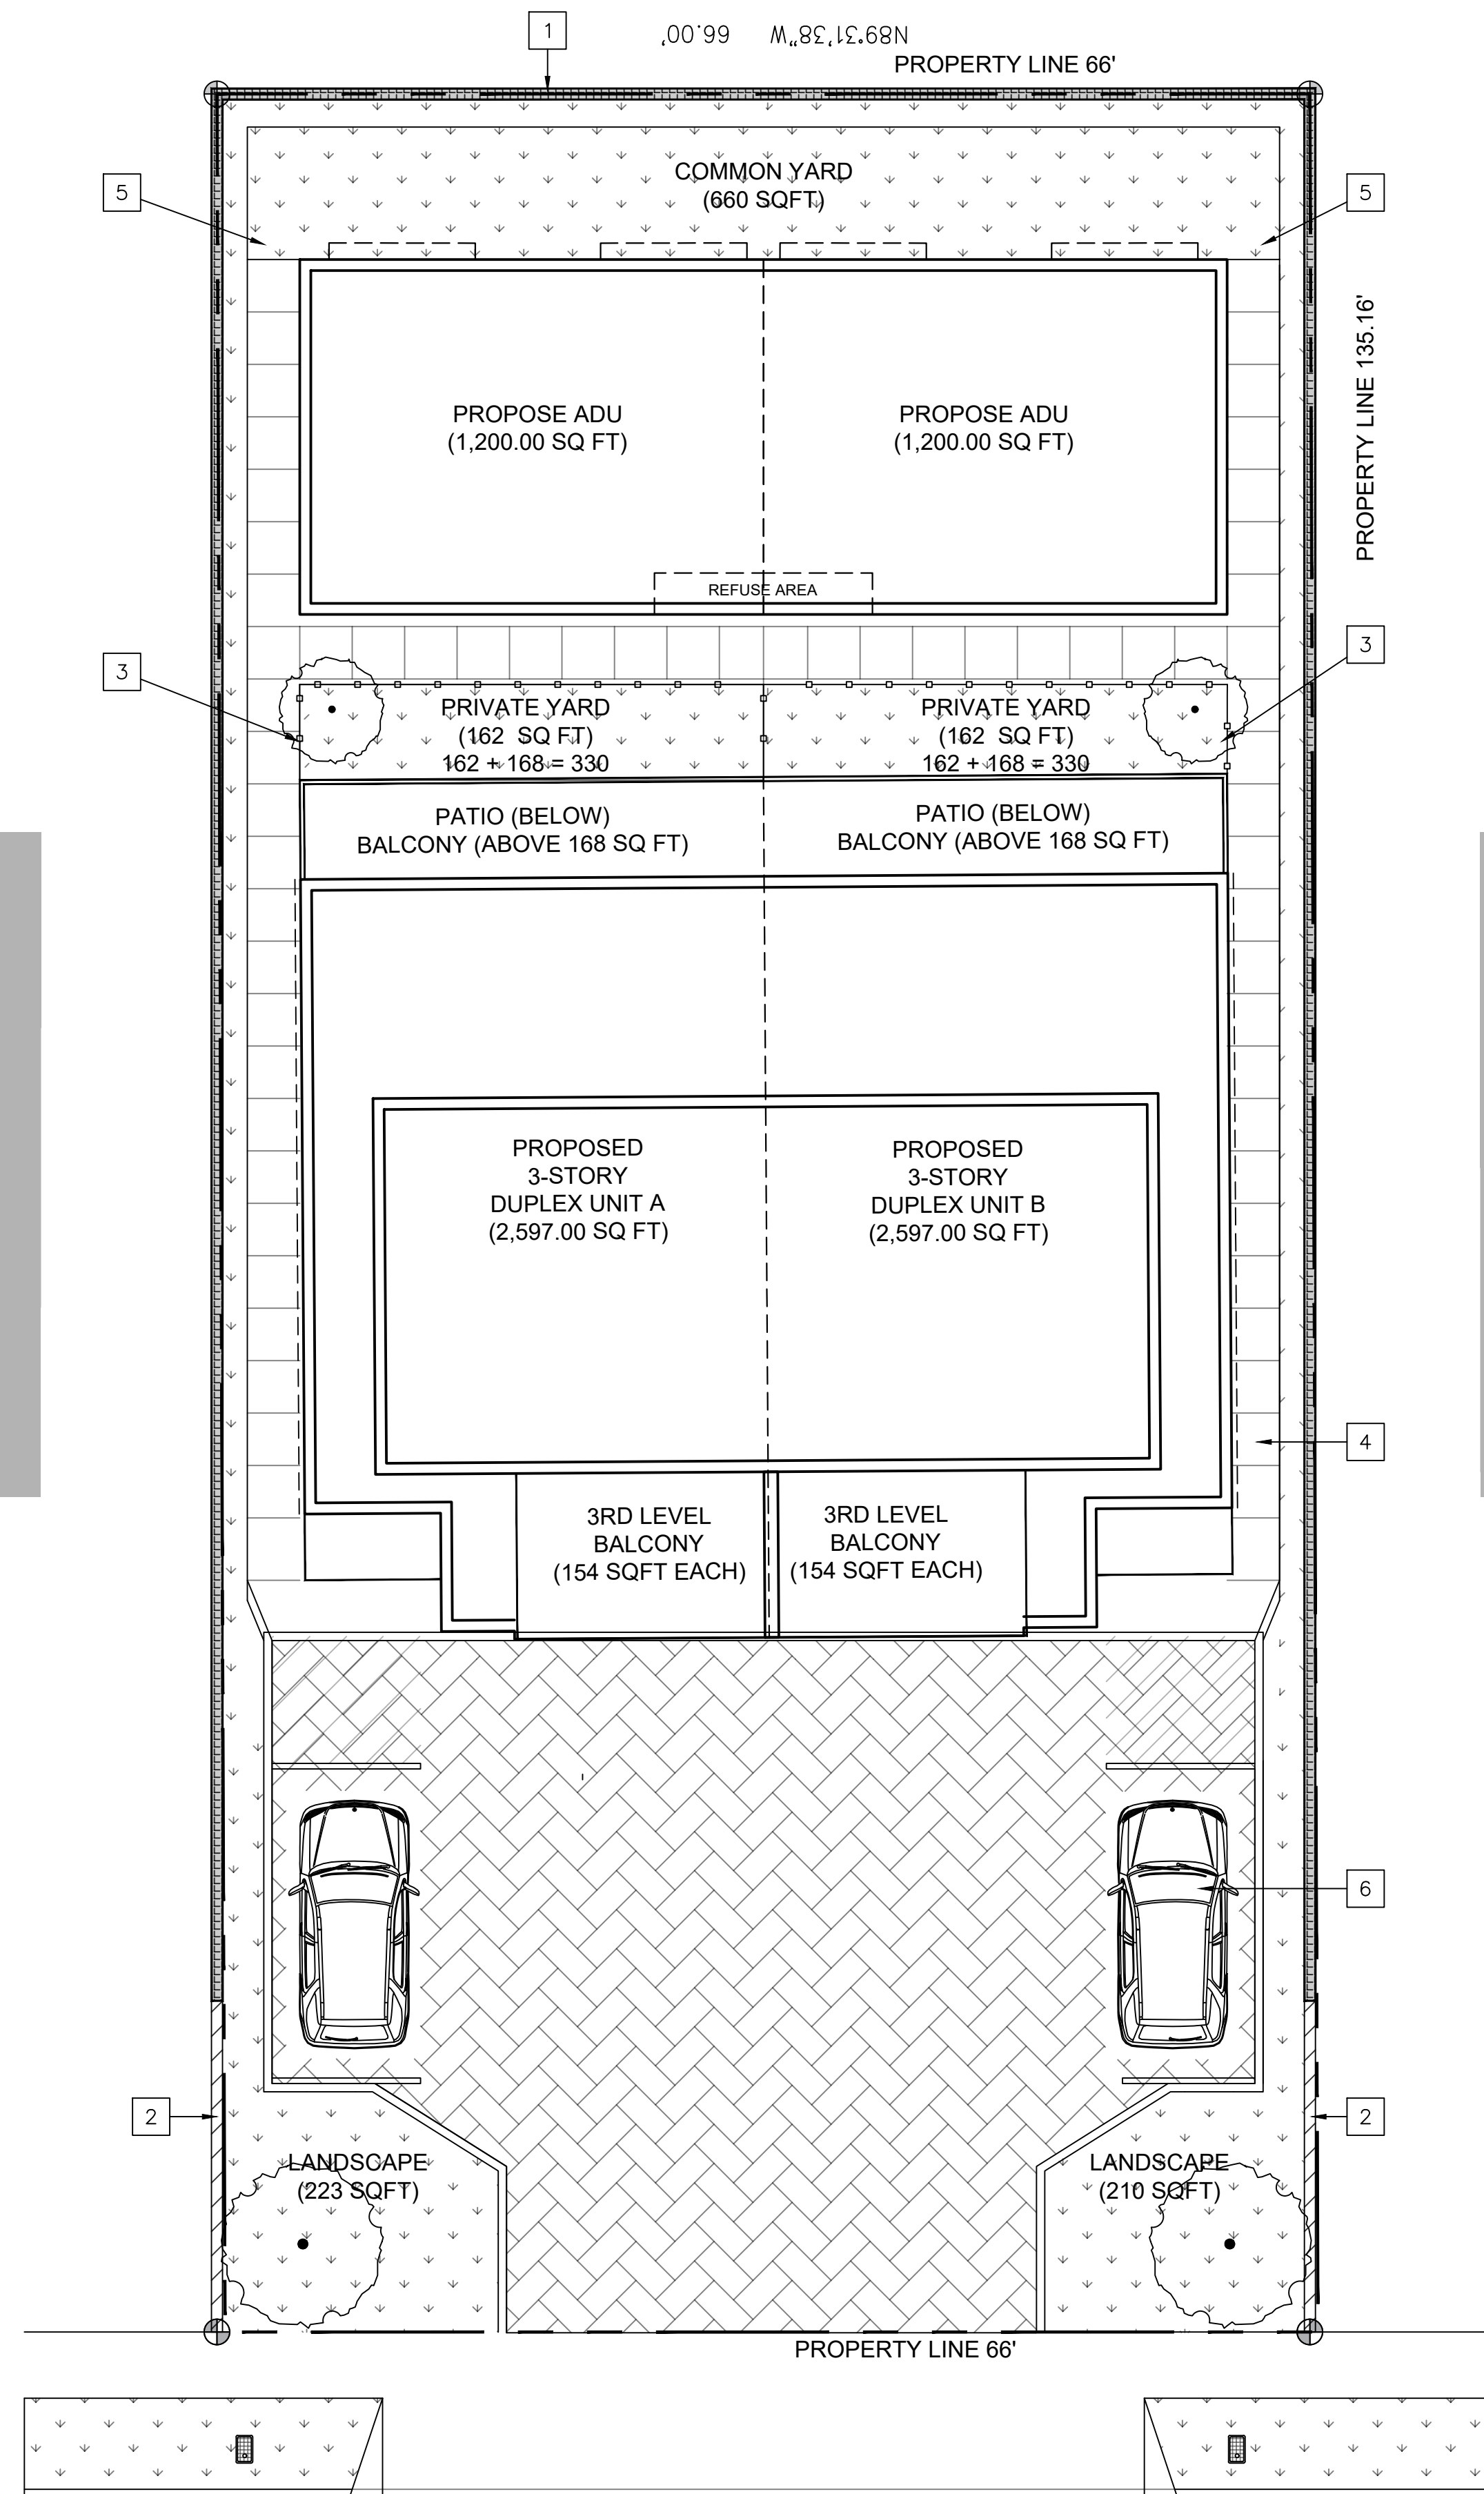 1
N89°31'38"W 66.00'
PROPERTY LINE 66'
COMMON YARD
(660 SQFT)
5
5
PROPERTY LINE 135.16'
PROPOSE ADU
(1,200.00 SQ FT)
PROPOSE ADU
(1,200.00 SQ FT)
REFUSE AREA
3
3
PRIVATE YARD
(162 SQ FT)
162 + 168 = 330
PRIVATE YARD
(162 SQ FT)
162 + 168 = 330
PATIO (BELOW)
BALCONY (ABOVE 168 SQ FT)
PATIO (BELOW)
BALCONY (ABOVE 168 SQ FT)
PROPOSED
3-STORY
DUPLEX UNIT A
(2,597.00 SQ FT)
PROPOSED
3-STORY
DUPLEX UNIT B
(2,597.00 SQ FT)
4
3RD LEVEL
BALCONY
(154 SQFT EACH)
3RD LEVEL
BALCONY
(154 SQFT EACH)
6
2
2
LANDSCAPE
(223 SQFT)
LANDSCAPE
(210 SQFT)
PROPERTY LINE 66'